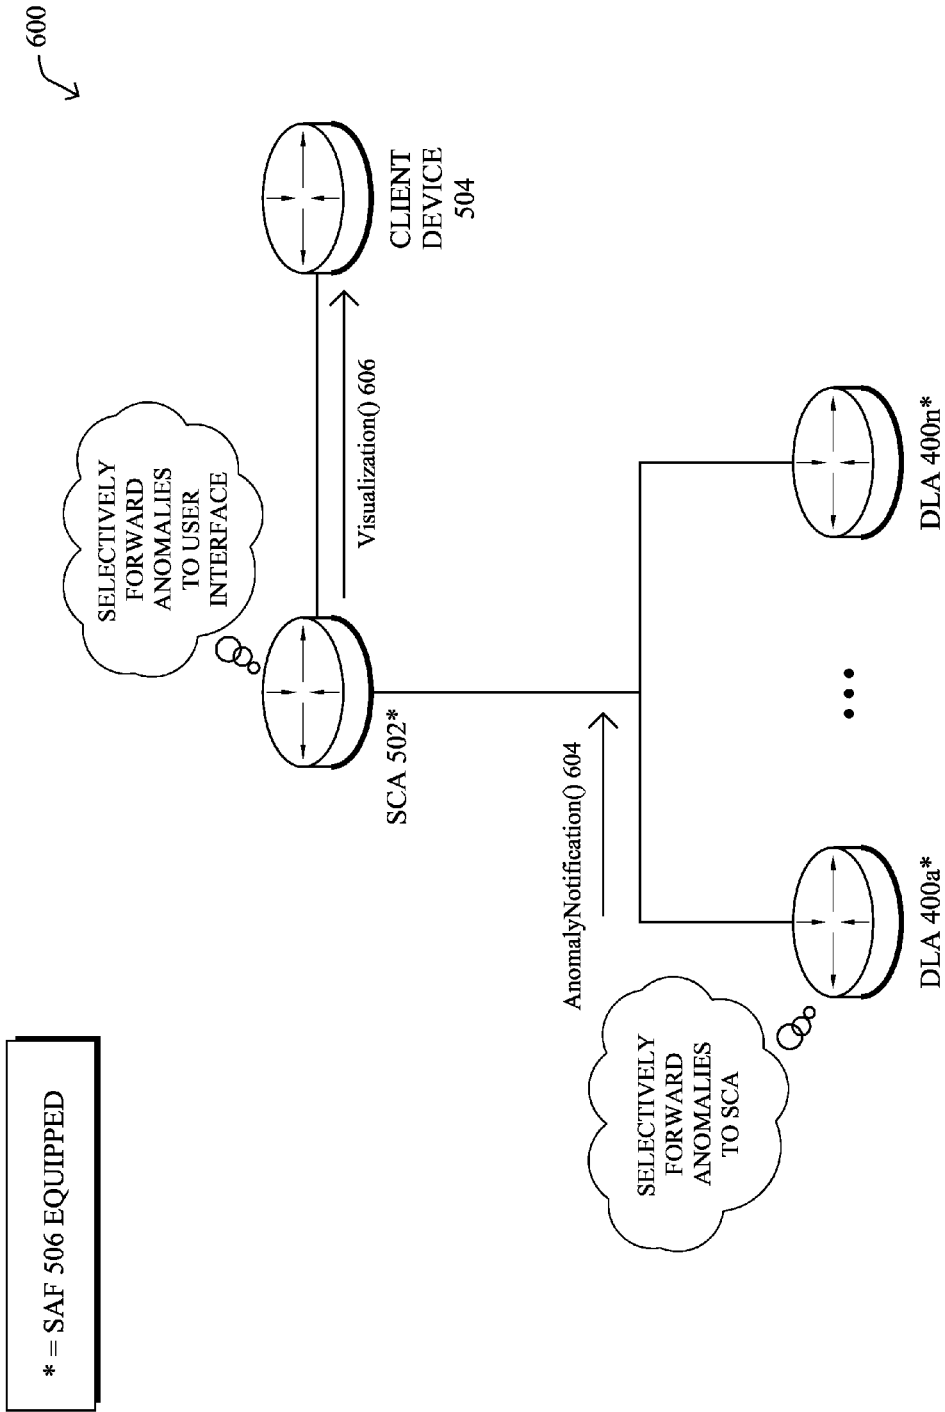 600
* = SAF 506 EQUIPPED
SELECTIVELY
FORWARD
ANOMALIES
TO USER
INTERFACE
CLIENT
DEVICE
504
Visualization() 606
SCA 502*
AnomalyNotification() 604
SELECTIVELY
FORWARD
ANOMALIES
TO SCA
DLA 400a*
DLA 400n*